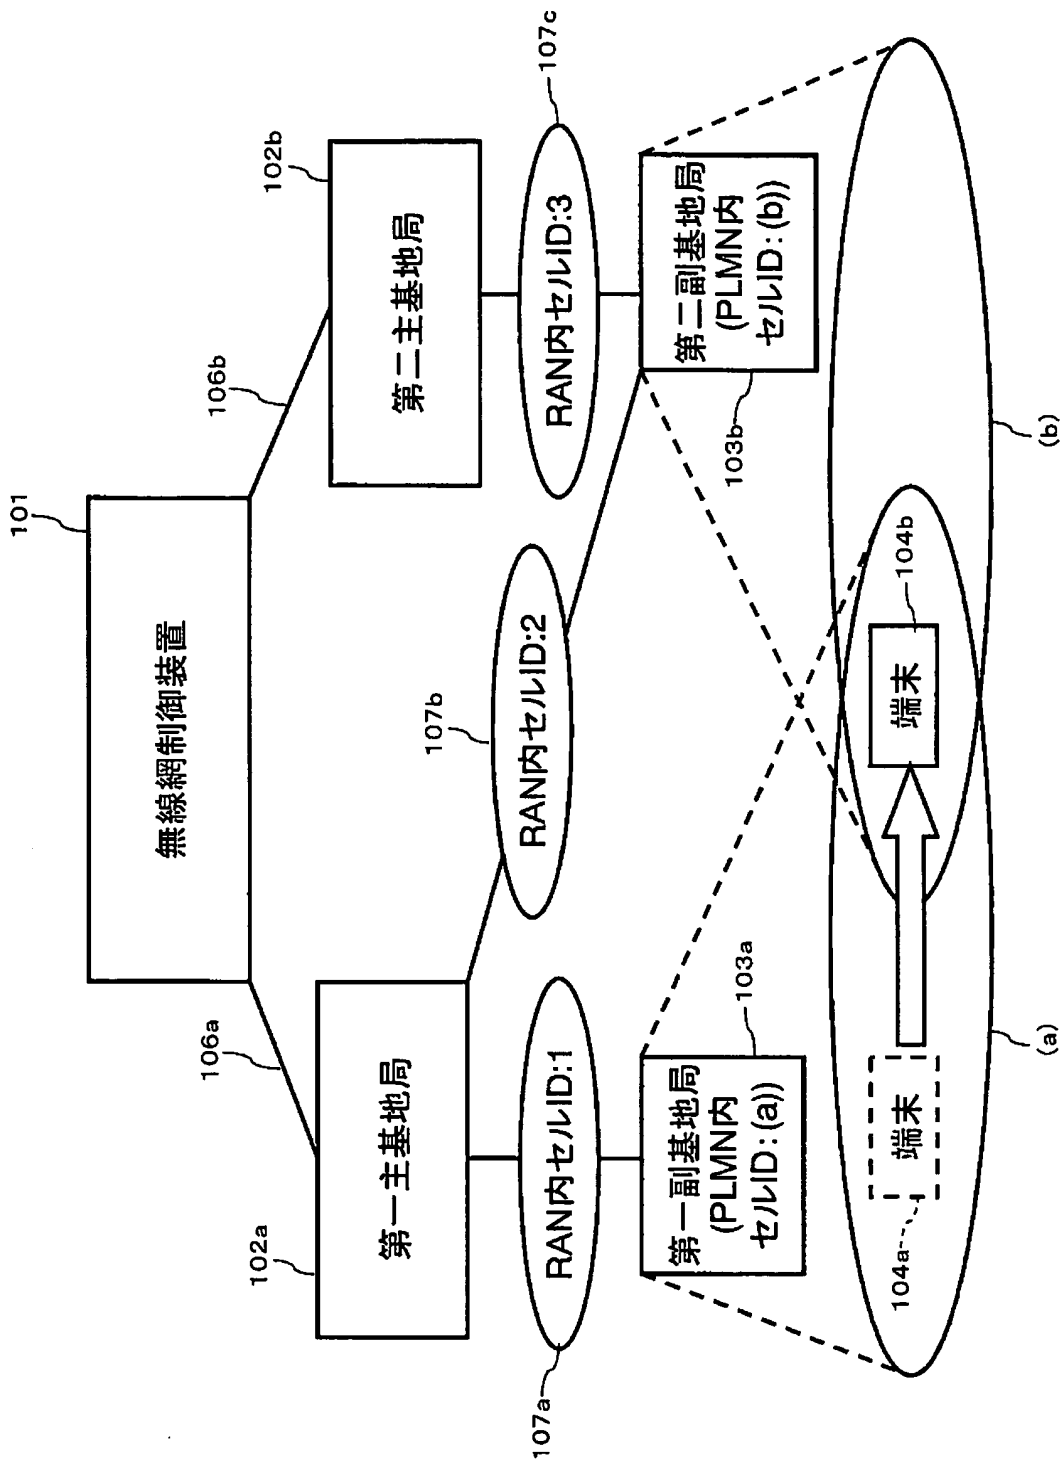 101
無線網制御装置
106a
106b
102a
102b
第一主基地局
第二主基地局
107b
107a
107c
RAN内セルID:1
RAN内セルID:2
RAN内セルID:3
103a
第一副基地局
(PLMN内
セルID:(a))
103b
第二副基地局
(PLMN内
セルID:(b))
104a
端末
端末
104b
(a)
(b)